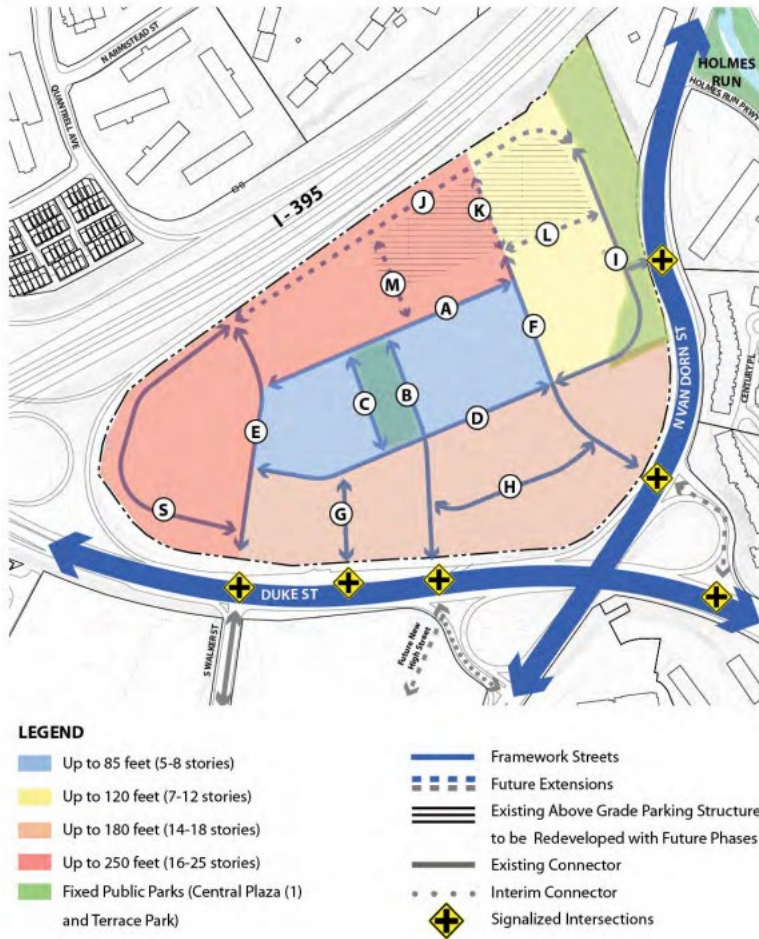 N ARMISTEAD ST
QUANTRELL AVE
HOLMES
RUN
HOLMES RUN PKWY
I - 395
J
K
L
I
M
A
F
C
B
D
E
H
S
G
N VAN DORN ST
CENTURY PL
DUKE ST
S WALKER ST
Future New
High Street
LEGEND
Up to 85 feet (5-8 stories)
Up to 120 feet (7-12 stories)
Up to 180 feet (14-18 stories)
Up to 250 feet (16-25 stories)
Fixed Public Parks (Central Plaza (1)
and Terrace Park)
Framework Streets
Future Extensions
Existing Above Grade Parking Structure
to be Redeveloped with Future Phases
Existing Connector
Interim Connector
Signalized Intersections